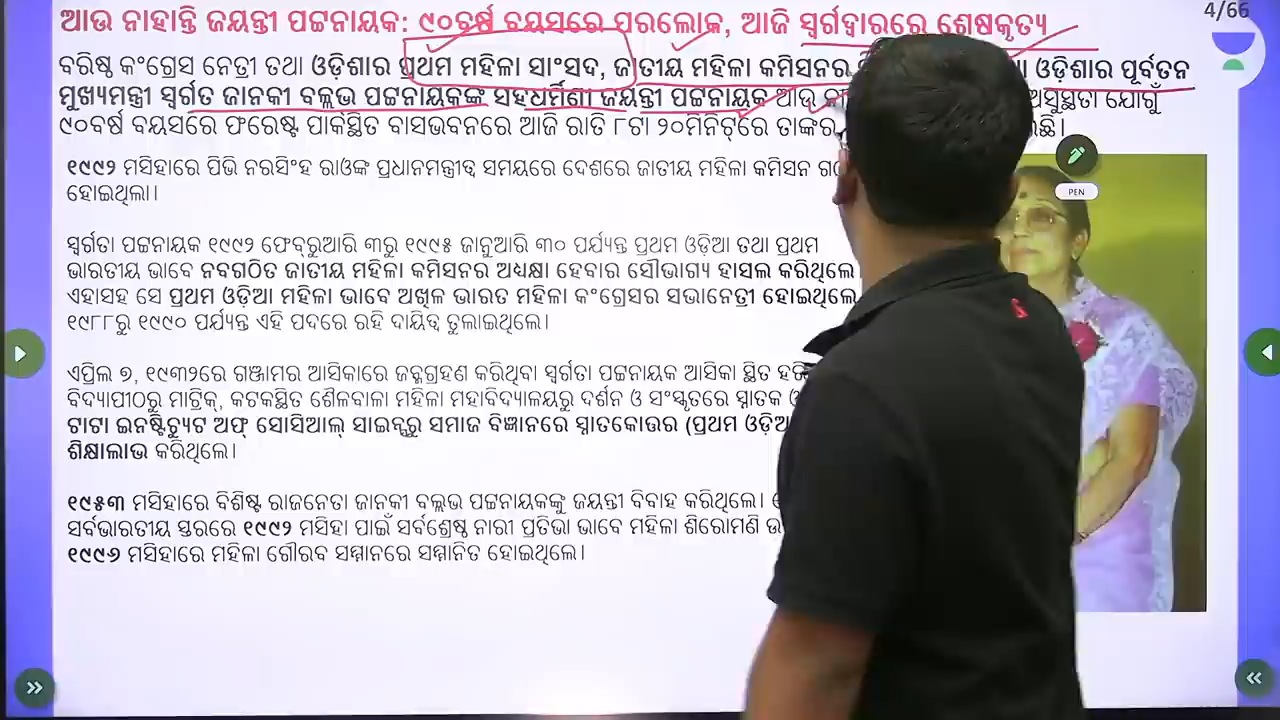 ଆଉ ନାହାନ୍ତି ଜୟନ୍ତୀ ପଟ୍ଟନାୟକ: ୯୦ବର୍ଷ ବୟସରେ ପରଲୋକ, ଆଜି ସ୍ୱର୍ଗଦ୍ୱାରରେ ଶେଷକୃତ୍ୟ
4/66
ବରିଷ୍ଠ କଂଗ୍ରେସ ନେତ୍ରୀ ତଥା ଓଡ଼ିଶାର ପ୍ରଥମ ମହିଳା ସାଂସଦ, ଜାତୀୟ ମହିଳା କମିସନର ଓଡ଼ିଶାର ପୂର୍ବତନ
ମୁଖ୍ୟମନ୍ତ୍ରୀ ସ୍ୱର୍ଗତ ଜାନକୀ ବଲ୍ଲଭ ପଟ୍ଟନାୟକଙ୍କ ସହଧର୍ମିଣୀ ଜୟନ୍ତୀ ପଟ୍ଟନାୟକ ଆଉ ଅସୁସ୍ଥତା ଯୋଗୁଁ
୯୦ବର୍ଷ ବୟସରେ ଫରେଷ୍ଟ ପାର୍କସ୍ଥିତ ବାସଭବନରେ ଆଜି ରାତି ୮ଟା ୨୦ମିନିଟ୍‌ରେ ତାଙ୍କର
୧୯୯୨ ମସିହାରେ ପିଭି ନରସିଂହ ରାଓଙ୍କ ପ୍ରଧାନମନ୍ତ୍ରୀତ୍ୱ ସମୟରେ ଦେଶରେ ଜାତୀୟ ମହିଳା କମିସନ
ହୋଇଥିଲା।
ସ୍ୱର୍ଗତା ପଟ୍ଟନାୟକ ୧୯୯୨ ଫେବ୍‌ରୁଆରି ୩ରୁ ୧୯୯୫ ଜାନୁଆରି ୩୦ ପର୍ଯ୍ୟନ୍ତ ପ୍ରଥମ ଓଡ଼ିଆ ତଥା ପ୍ରଥମ
ଭାରତୀୟ ଭାବେ ନବଗଠିତ ଜାତୀୟ ମହିଳା କମିସନର ଅଧ୍ୟକ୍ଷା ହେବାର ସୌଭାଗ୍ୟ ହାସଲ କରିଥିଲେ
ଏହାସହ ସେ ପ୍ରଥମ ଓଡ଼ିଆ ମହିଳା ଭାବେ ଅଖିଳ ଭାରତ ମହିଳା କଂଗ୍ରେସର ସଭାନେତ୍ରୀ ହୋଇଥିଲେ
୧୯୮୮ରୁ ୧୯୯୦ ପର୍ଯ୍ୟନ୍ତ ଏହି ପଦରେ ରହି ଦାୟିତ୍ୱ ତୁଲାଇଥିଲେ।
ଏପ୍ରିଲ ୭, ୧୯୩୨ରେ ଗଞ୍ଜାମର ଆସିକାରେ ଜନ୍ମଗ୍ରହଣ କରିଥିବା ସ୍ୱର୍ଗତା ପଟ୍ଟନାୟକ ଆସିକା ସ୍ଥିତ
ବିଦ୍ୟାପୀଠରୁ ମାଟ୍ରିକ୍, କଟକସ୍ଥିତ ଶୈଳବାଳା ମହିଳା ମହାବିଦ୍ୟାଳୟରୁ ଦର୍ଶନ ଓ ସଂସ୍କୃତରେ ସ୍ନାତକ ଓ
ଟାଟା ଇନଷ୍ଟିଚ୍ୟୁଟ ଅଫ୍ ସୋସିଆଲ୍ ସାଇନ୍ସରୁ ସମାଜ ବିଜ୍ଞାନରେ ସ୍ନାତକୋତ୍ତର (ପ୍ରଥମ
ଶିକ୍ଷାଲାଭ କରିଥିଲେ।
୧୯୫୩ ମସିହାରେ ବିଶିଷ୍ଟ ରାଜନେତା ଜାନକୀ ବଲ୍ଲଭ ପଟ୍ଟନାୟକଙ୍କୁ ଜୟନ୍ତୀ ବିବାହ କରିଥିଲେ।
ସର୍ବଭାରତୀୟ ସ୍ତରରେ ୧୯୯୨ ମସିହା ପାଇଁ ସର୍ବଶ୍ରେଷ୍ଠ ନାରୀ ପ୍ରତିଭା ଭାବେ ମହିଳା ଶିରୋମଣି
୧୯୯୬ ମସିହାରେ ମହିଳା ଗୌରବ ସମ୍ମାନରେ ସମ୍ମାନିତ ହୋଇଥିଲେ।
PEN